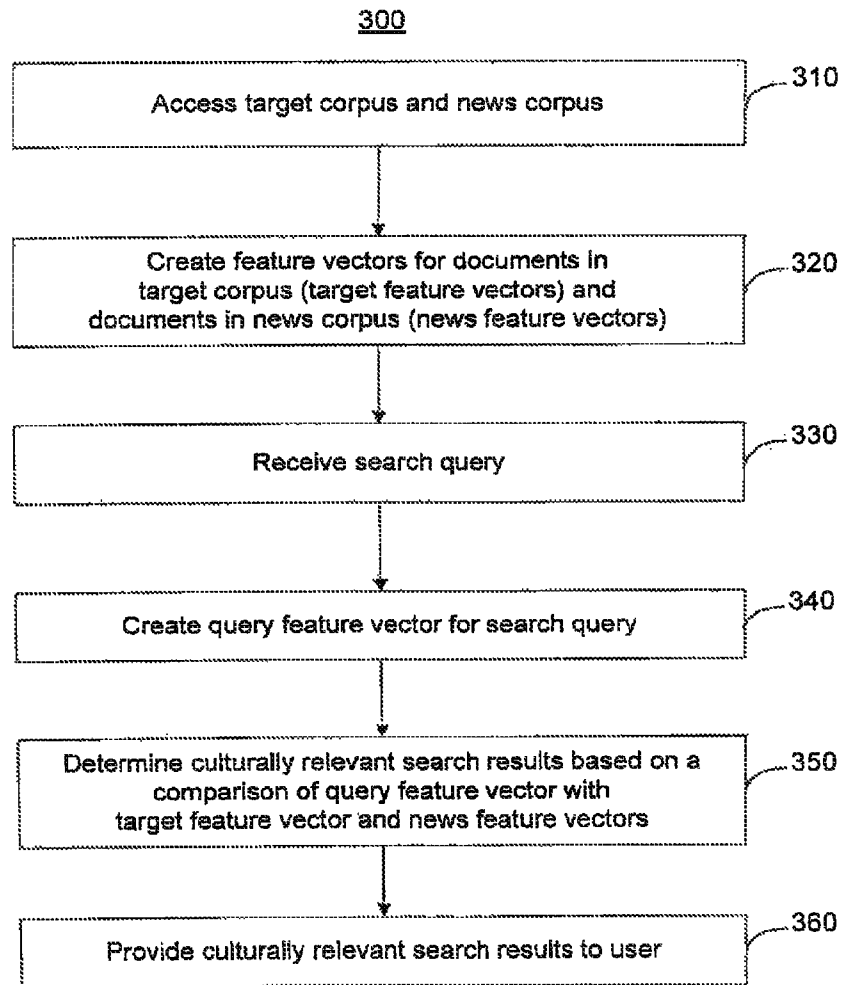 300
Access target corpus and news corpus
310
Create feature vectors for documents in
target corpus (target feature vectors) and
documents in news corpus (news feature vectors)
320
Receive search query
330
Create query feature vector for search query
340
Determine culturally relevant search results based on a
comparison of query feature vector with
target feature vector and news feature vectors
350
Provide culturally relevant search results to user
360